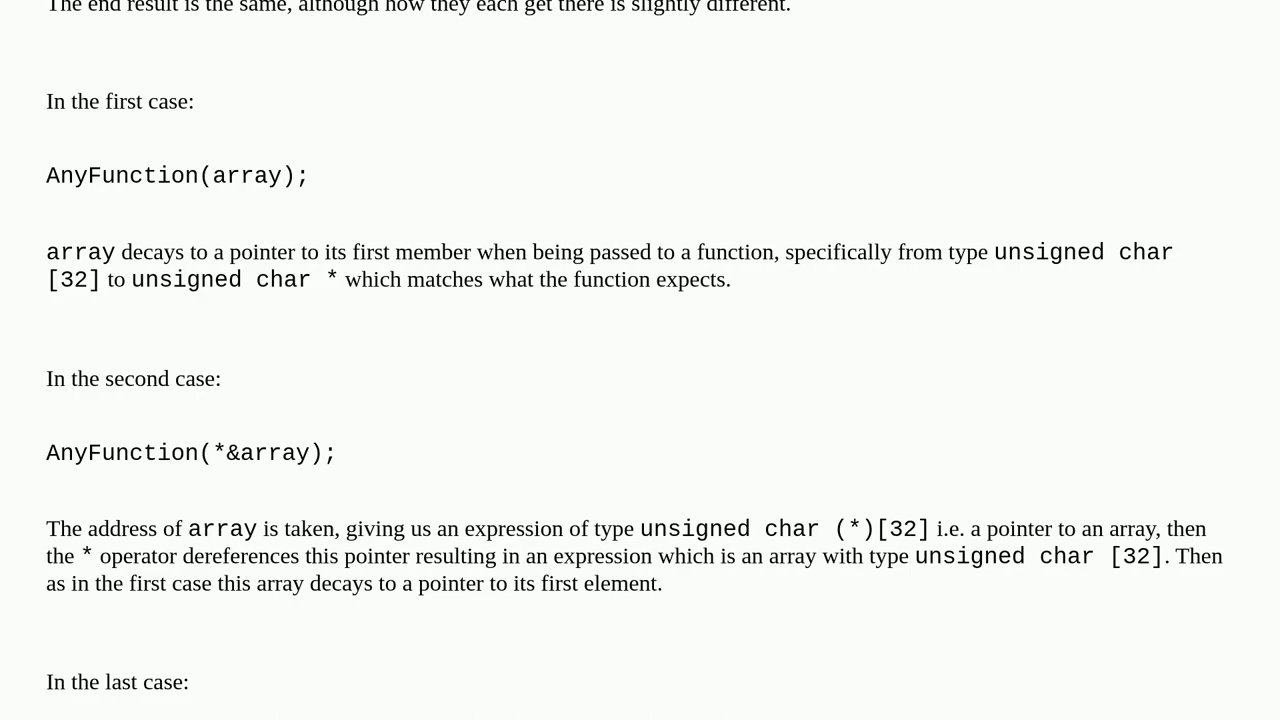 The end result is the same, although how they each get there is slightly different.
In the first case:
AnyFunction(array);
array decays to a pointer to its first member when being passed to a function, specifically from type unsigned char
[32] to unsigned char * which matches what the function expects.
In the second case:
AnyFunction(*&array);
The address of array is taken, giving us an expression of type unsigned char (*)[32] i.e. a pointer to an array, then
the * operator dereferences this pointer resulting in an expression which is an array with type unsigned char [32]. Then
as in the first case this array decays to a pointer to its first element.
In the last case: